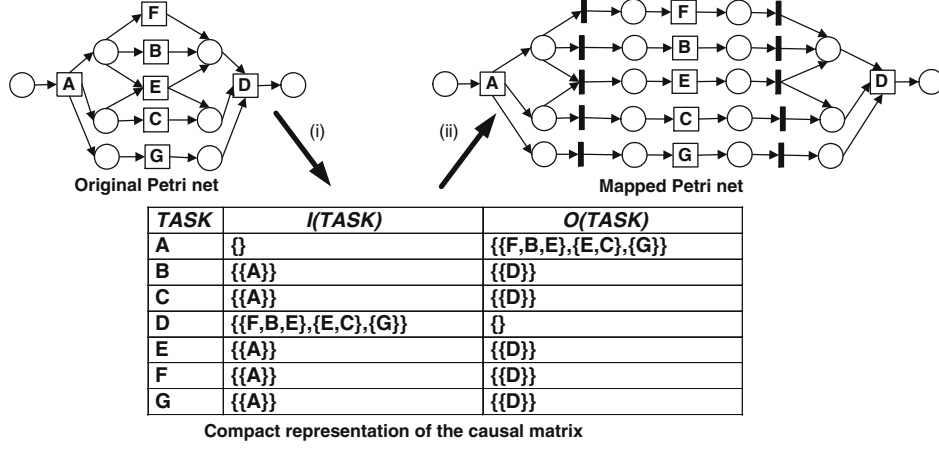 F
F
B
B
A
E
D
A
E
D
C
(i)
(ii)
C
G
G
Original Petri net
Mapped Petri net
TASK I(TASK) O(TASK)
A {} {{F,B,E},{E,C},{G}}
B {{A}} {{D}}
C {{A}} {{D}}
D {{F,B,E},{E,C},{G}} {}
E {{A}} {{D}}
F {{A}} {{D}}
G {{A}} {{D}}
Compact representation of the causal matrix